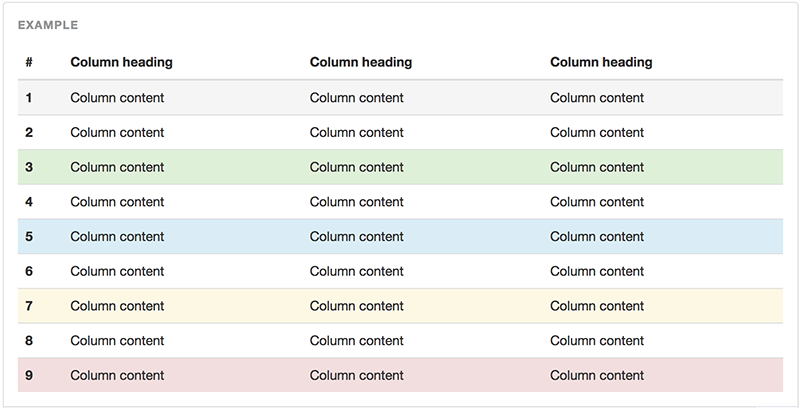 EXAMPLE
# Column heading Column heading Column heading
1 Column content Column content Column content
2 Column content Column content Column content
3 Column content Column content Column content
4 Column content Column content Column content
5 Column content Column content Column content
6 Column content Column content Column content
7 Column content Column content Column content
8 Column content Column content Column content
9 Column content Column content Column content